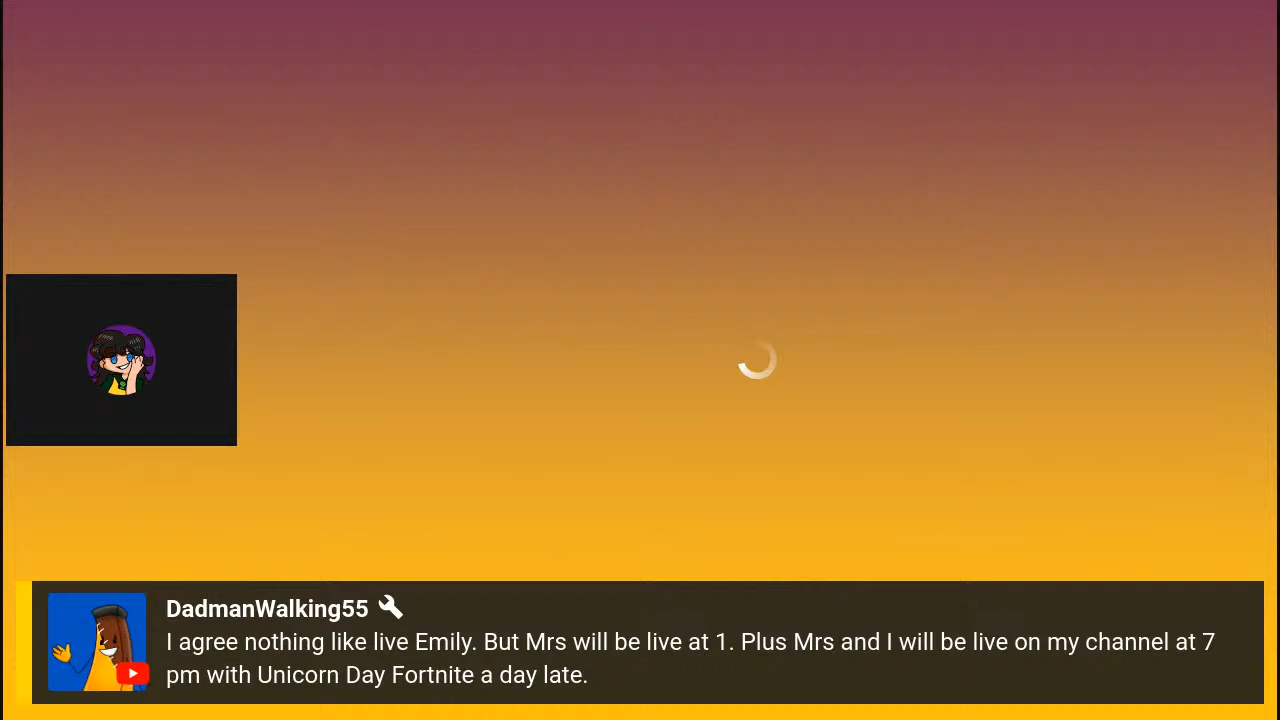 DadmanWalking55
I agree nothing like live Emily. But Mrs will be live at 1. Plus Mrs and I will be live on my channel at 7
pm with Unicorn Day Fortnite a day late.